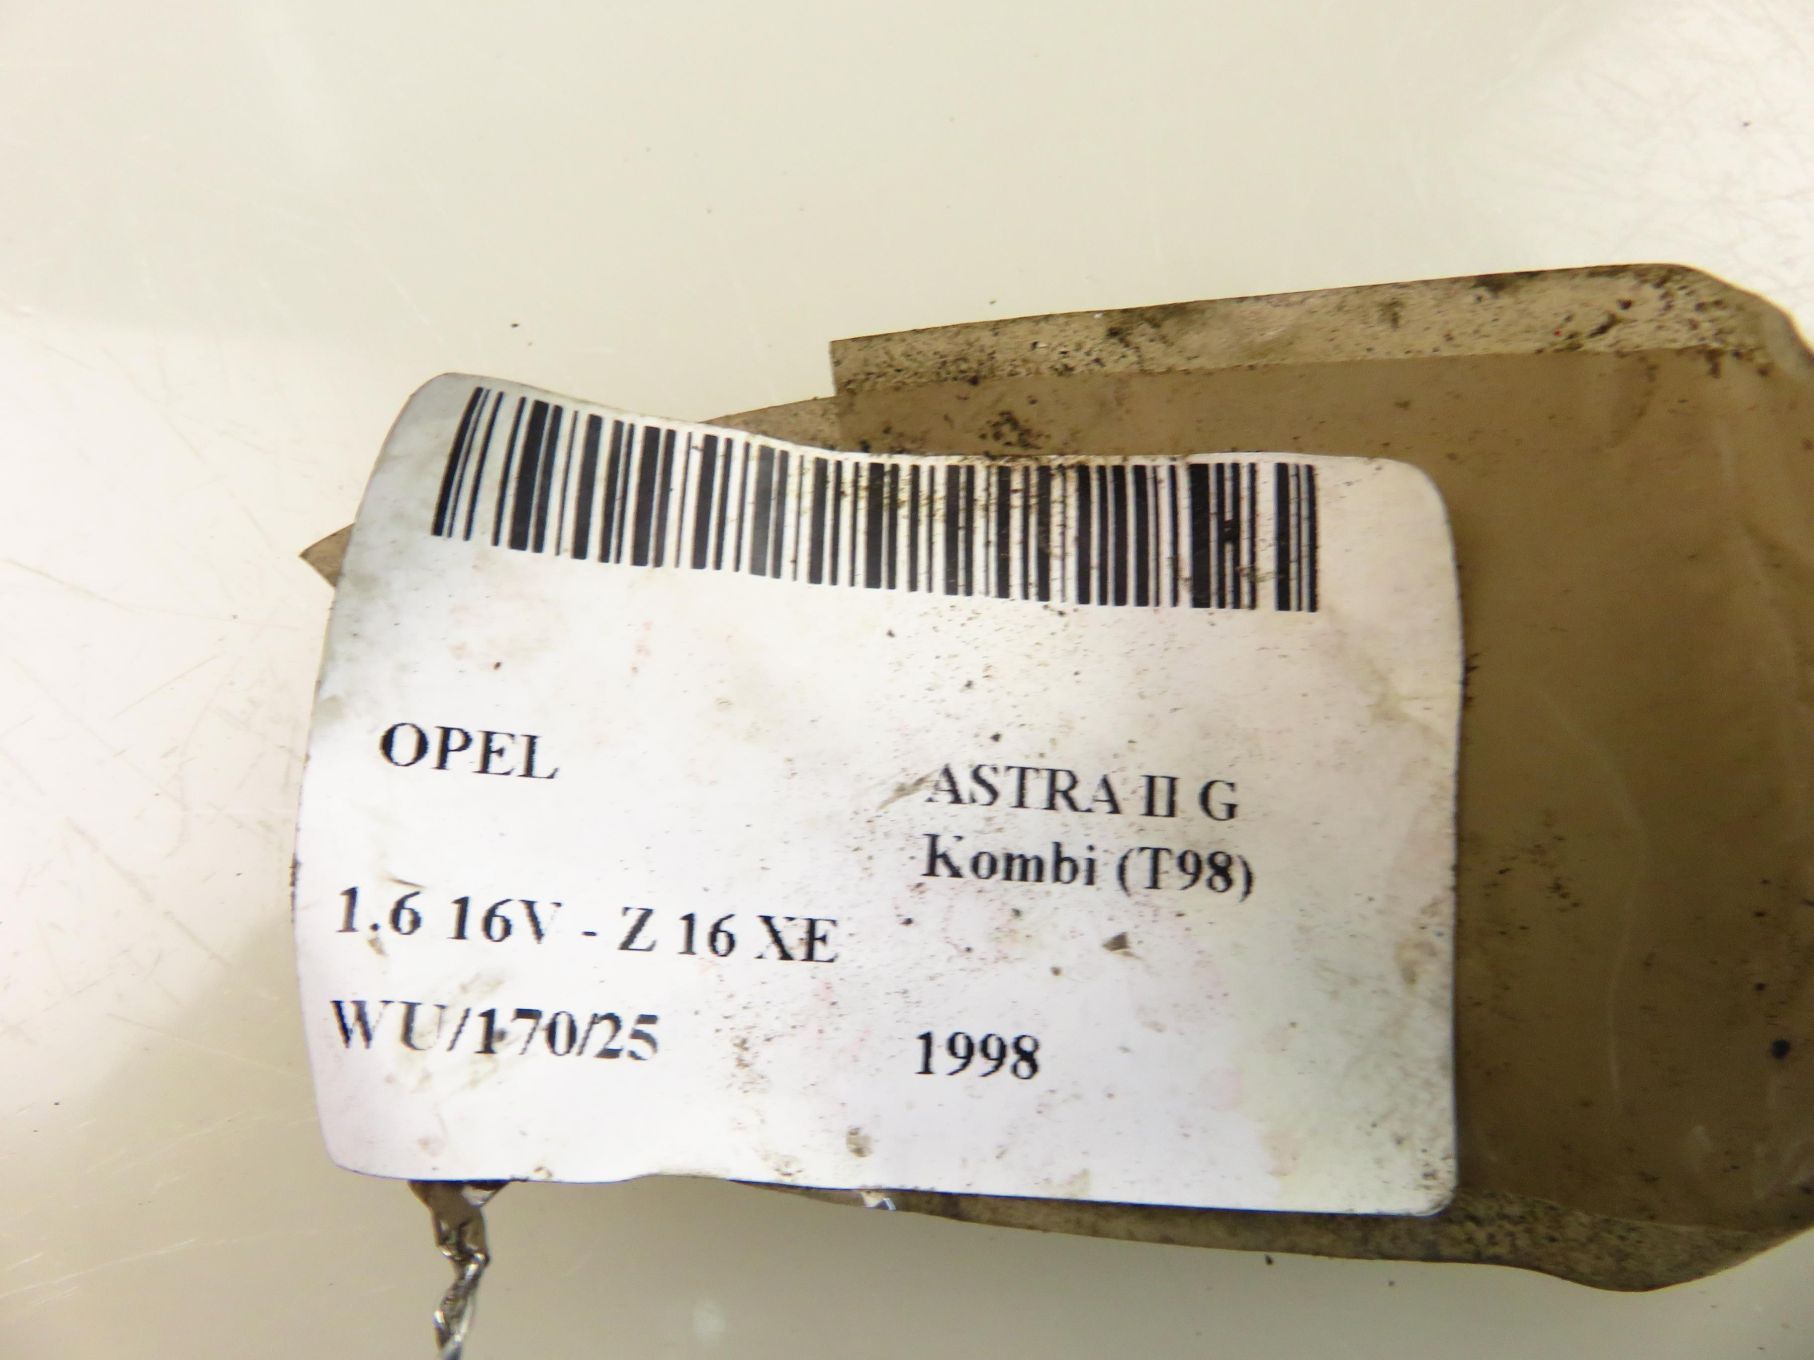 OPEL
ASTRA II G
Kombi (T98)
1.6 16V - Z 16 XE
WU/170/25
1998